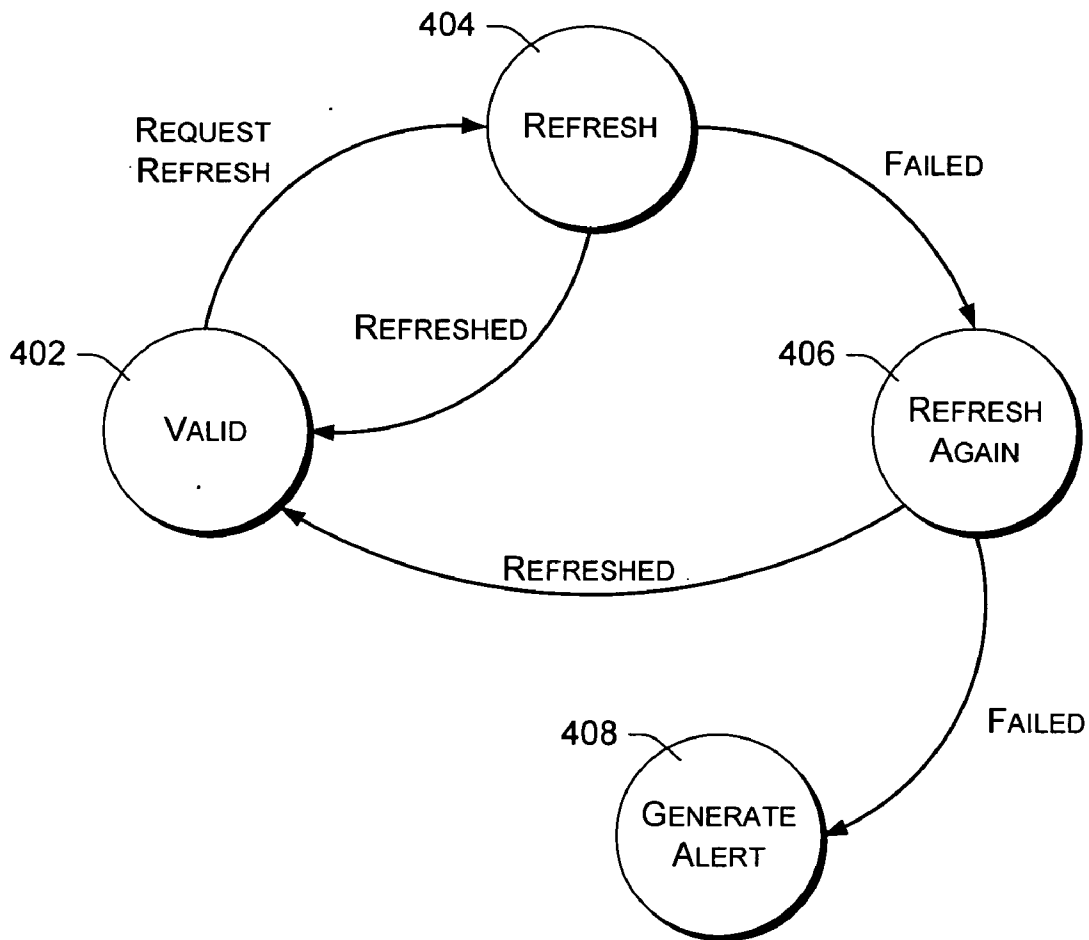 404
REFRESH
REQUEST
REFRESH
FAILED
REFRESHED
402
VALID
406
REFRESH
AGAIN
REFRESHED
408
GENERATE
ALERT
FAILED